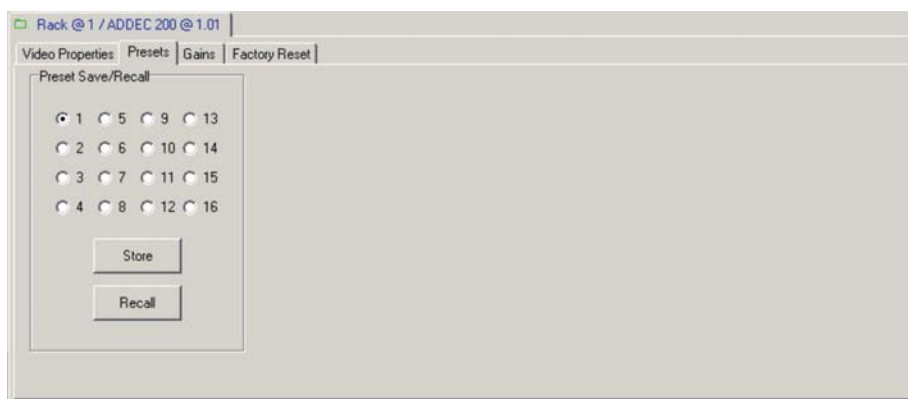 Rack @ 1 / ADDEC 200 @ 1.01
Video Properties Presets Gains Factory Reset
Preset Save/Recall
1 5 9 13
2 6 10 14
3 7 11 15
4 8 12 16
Store
Recall